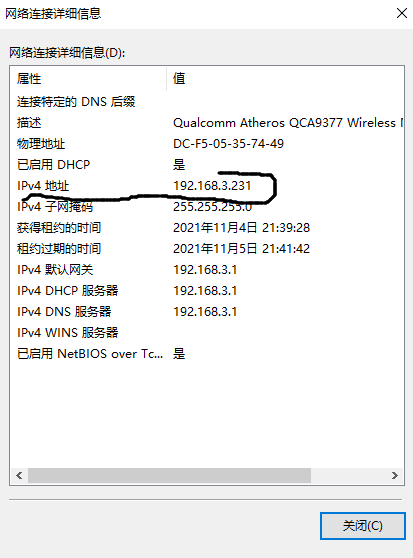 网络连接详细信息
网络连接详细信息(D):
属性 值
连接特定的 DNS 后缀
描述 Qualcomm Atheros QCA9377 Wireless
物理地址 DC-F5-05-35-74-49
已启用 DHCP 是
IPv4 地址 192.168.3.231
IPv4 子网掩码 255.255.255.0
获得租约的时间 2021年11月4日 21:39:28
租约过期的时间 2021年11月5日 21:41:42
IPv4 默认网关 192.168.3.1
IPv4 DHCP 服务器 192.168.3.1
IPv4 DNS 服务器 192.168.3.1
IPv4 WINS 服务器
已启用 NetBIOS over Tc... 是
关闭(C)